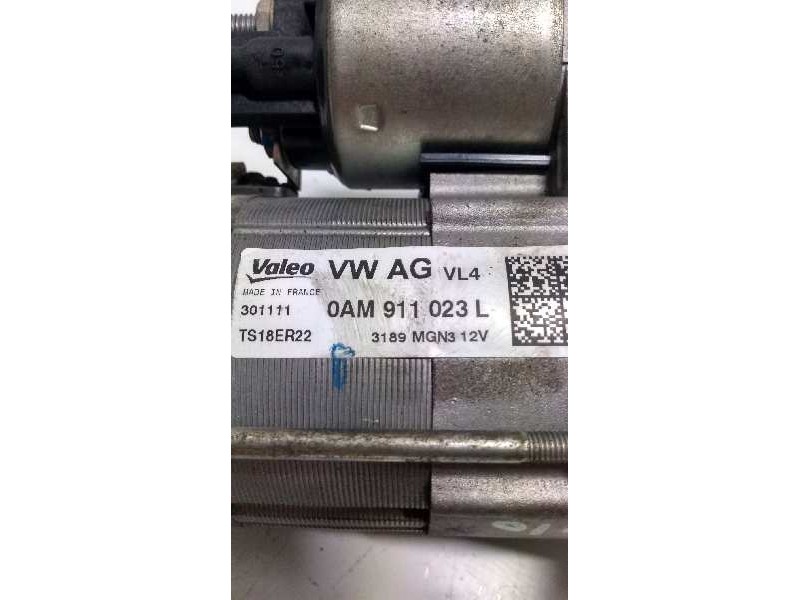 Valeo VW AG VL4
MADE IN FRANCE
301111 0AM 911 023 L
TS18ER22 3189 MGN3 12V